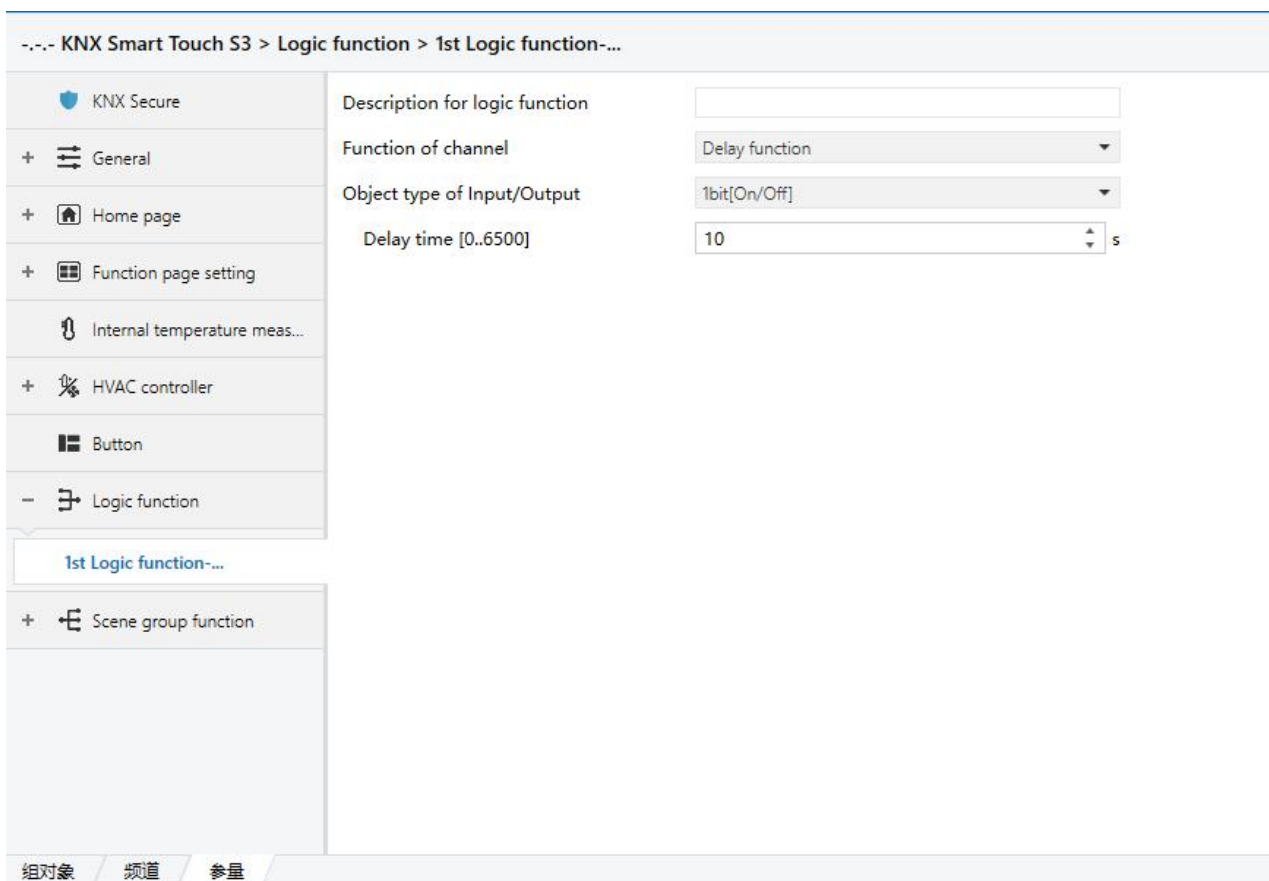 -.-.- KNX Smart Touch S3 > Logic function > 1st Logic function-...
KNX Secure
+ General
+ Home page
+ Function page setting
Internal temperature meas...
+ HVAC controller
Button
− Logic function
1st Logic function-...
+ Scene group function
Description for logic function
Function of channel Delay function
Object type of Input/Output 1bit[On/Off]
Delay time [0..6500] 10 s
组对象 频道 参量